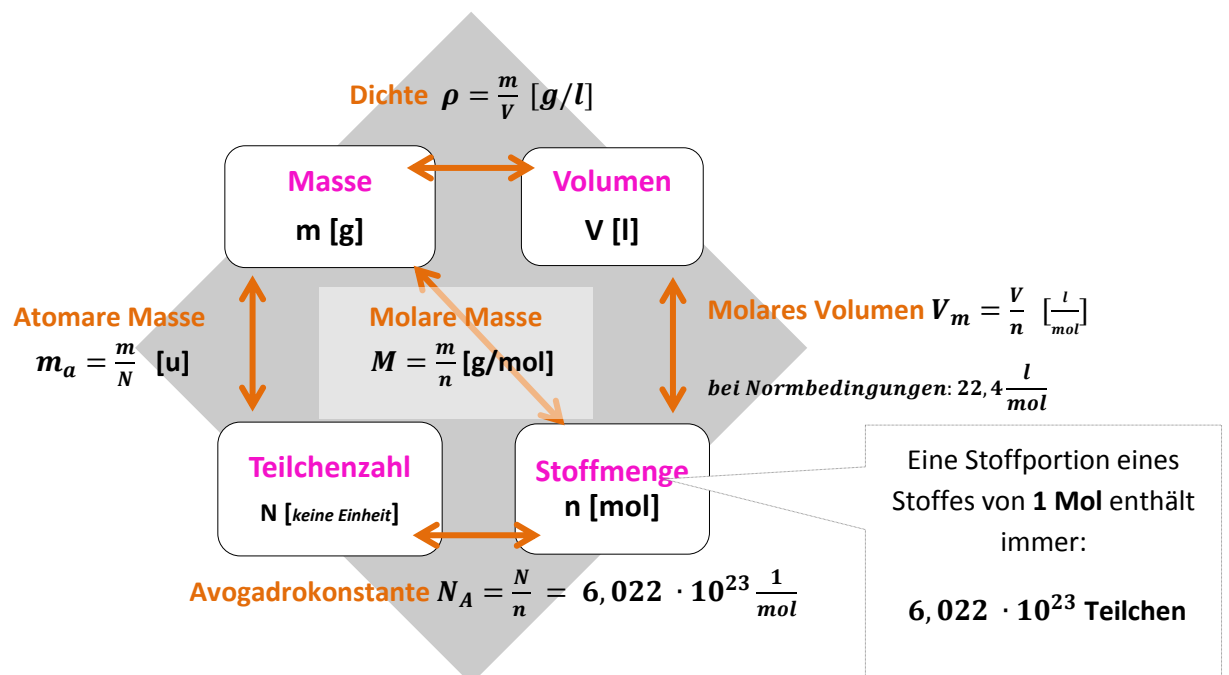 Dichte ρ = m/V [g/l]
Masse
m [g]
Volumen
V [l]
Atomare Masse
m_a = m/N [u]
Molare Masse
M = m/n [g/mol]
Molares Volumen V_m = V/n [l/mol]
bei Normbedingungen: 22,4 l/mol
Teilchenzahl
N [keine Einheit]
Stoffmenge
n [mol]
Avogadrokonstante N_A = N/n = 6,022 · 10^23 1/mol
Eine Stoffportion eines
Stoffes von 1 Mol enthält
immer:
6,022 · 10^23 Teilchen